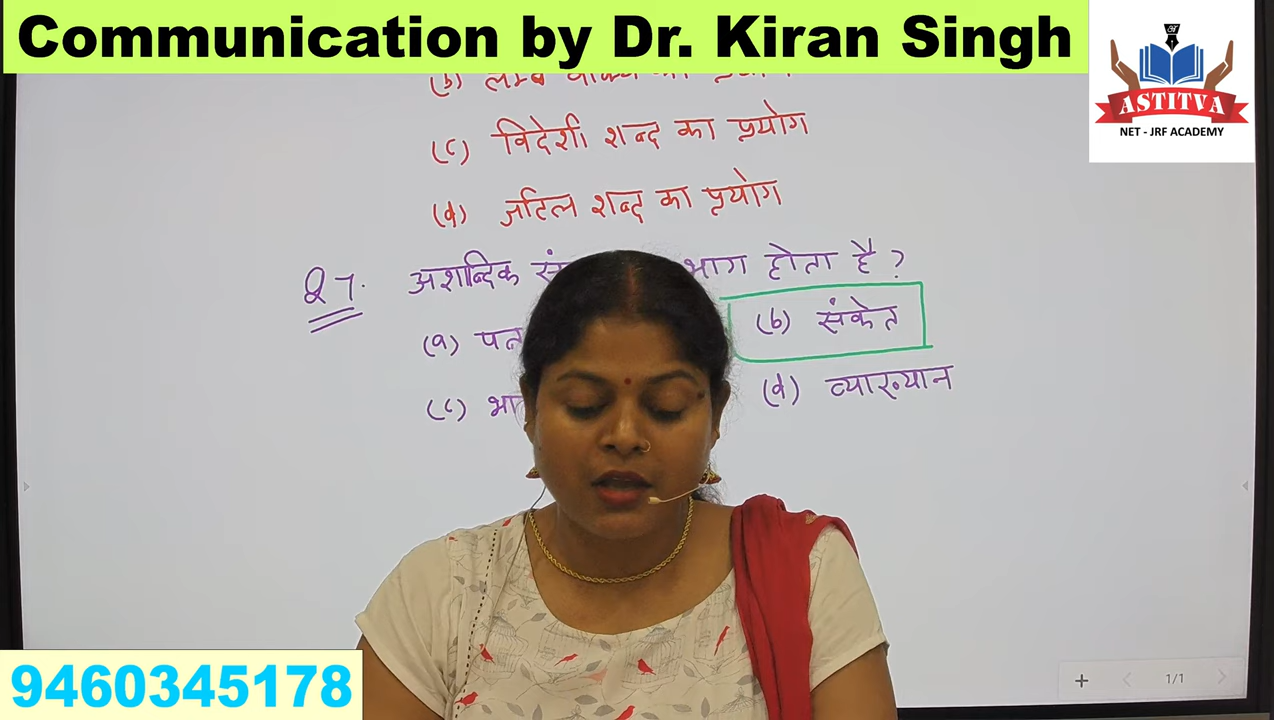 Communication by Dr. Kiran Singh
ASTITVA
NET - JRF ACADEMY
(b)
(c) विदेशी शब्द का प्रयोग
(d) जटिल शब्द का प्रयोग
Q7. अशाब्दिक भाग होता है ?
(a) (b) संकेत
(c) (d) व्याख्यान
9460345178
1/1